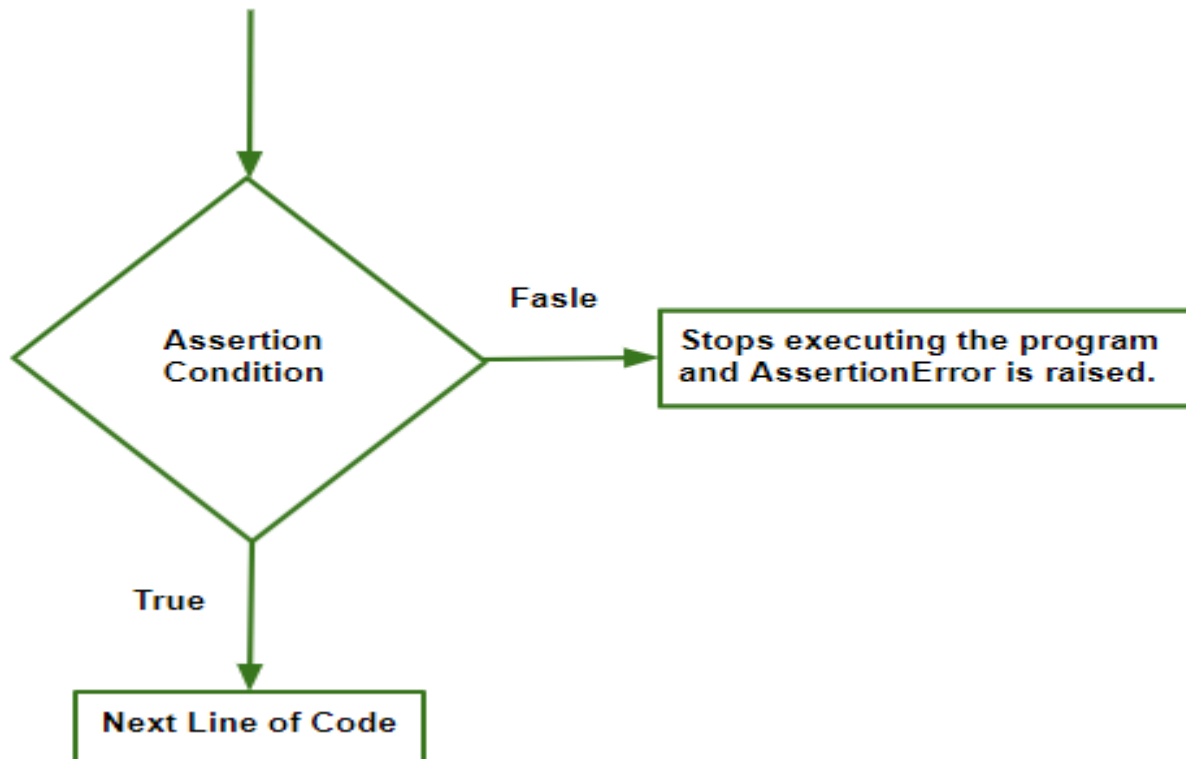 Assertion
Condition
Fasle
Stops executing the program
and AssertionError is raised.
True
Next Line of Code